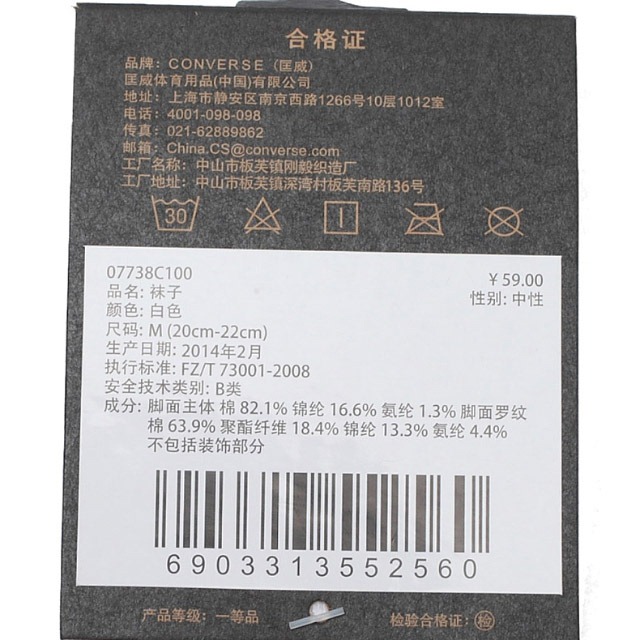 合格证
品牌：CONVERSE（匡威）
匡威体育用品(中国)有限公司
地址：上海市静安区南京西路1266号10层1012室
电话：4001-098-098
传真：021-62889862
邮箱：China.CS@converse.com
工厂名称：中山市板芙镇刚毅织造厂
工厂地址：中山市板芙镇深湾村板芙南路136号
30
07738C100
￥59.00
品名: 袜子
性别: 中性
颜色: 白色
尺码: M (20cm-22cm)
生产日期: 2014年2月
执行标准: FZ/T 73001-2008
安全技术类别: B类
成分: 脚面主体 棉 82.1% 锦纶 16.6% 氨纶 1.3% 脚面罗纹
棉 63.9% 聚酯纤维 18.4% 锦纶 13.3% 氨纶 4.4%
不包括装饰部分
6903313552560
产品等级：一等品
检验合格证：检